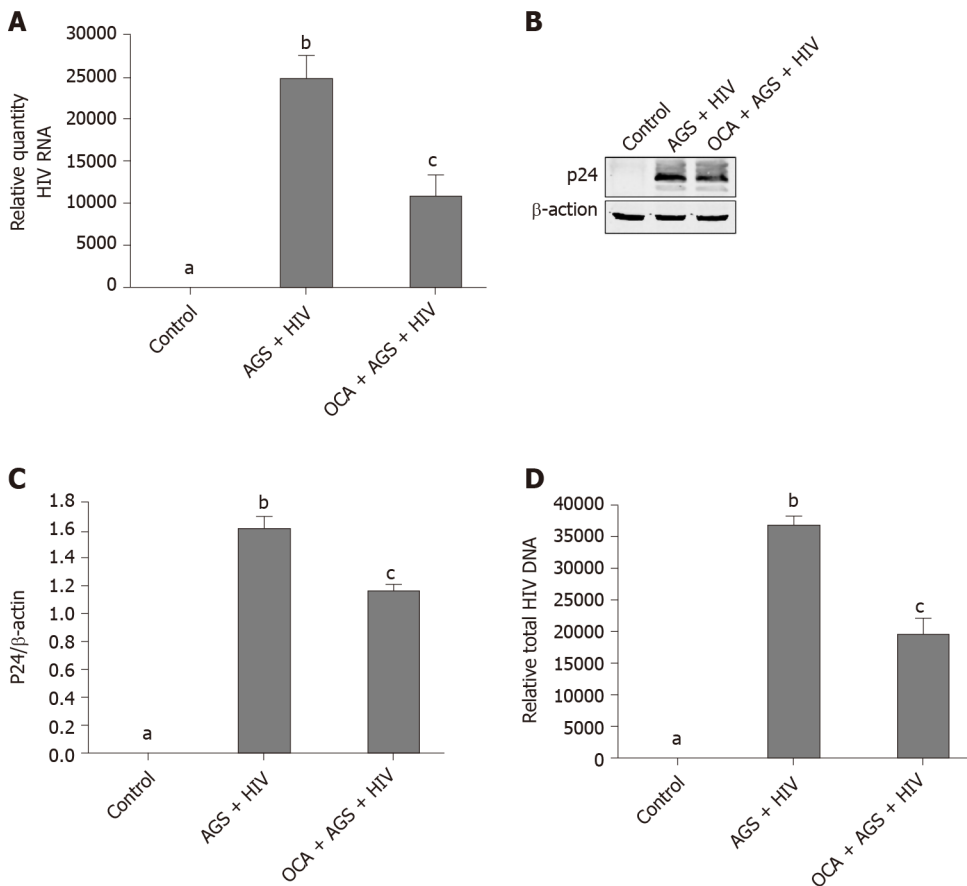 A
Relative quantity
HIV RNA
30000
25000
20000
15000
10000
5000
0
a
b
c
Control
AGS + HIV
OCA + AGS + HIV
B
Control
AGS + HIV
OCA + AGS + HIV
p24
β-action
C
P24/β-actin
1.8
1.6
1.4
1.2
1.0
0.8
0.6
0.4
0.2
0.0
a
b
c
Control
AGS + HIV
OCA + AGS + HIV
D
Relative total HIV DNA
40000
35000
30000
25000
20000
15000
10000
5000
0
a
b
c
Control
AGS + HIV
OCA + AGS + HIV